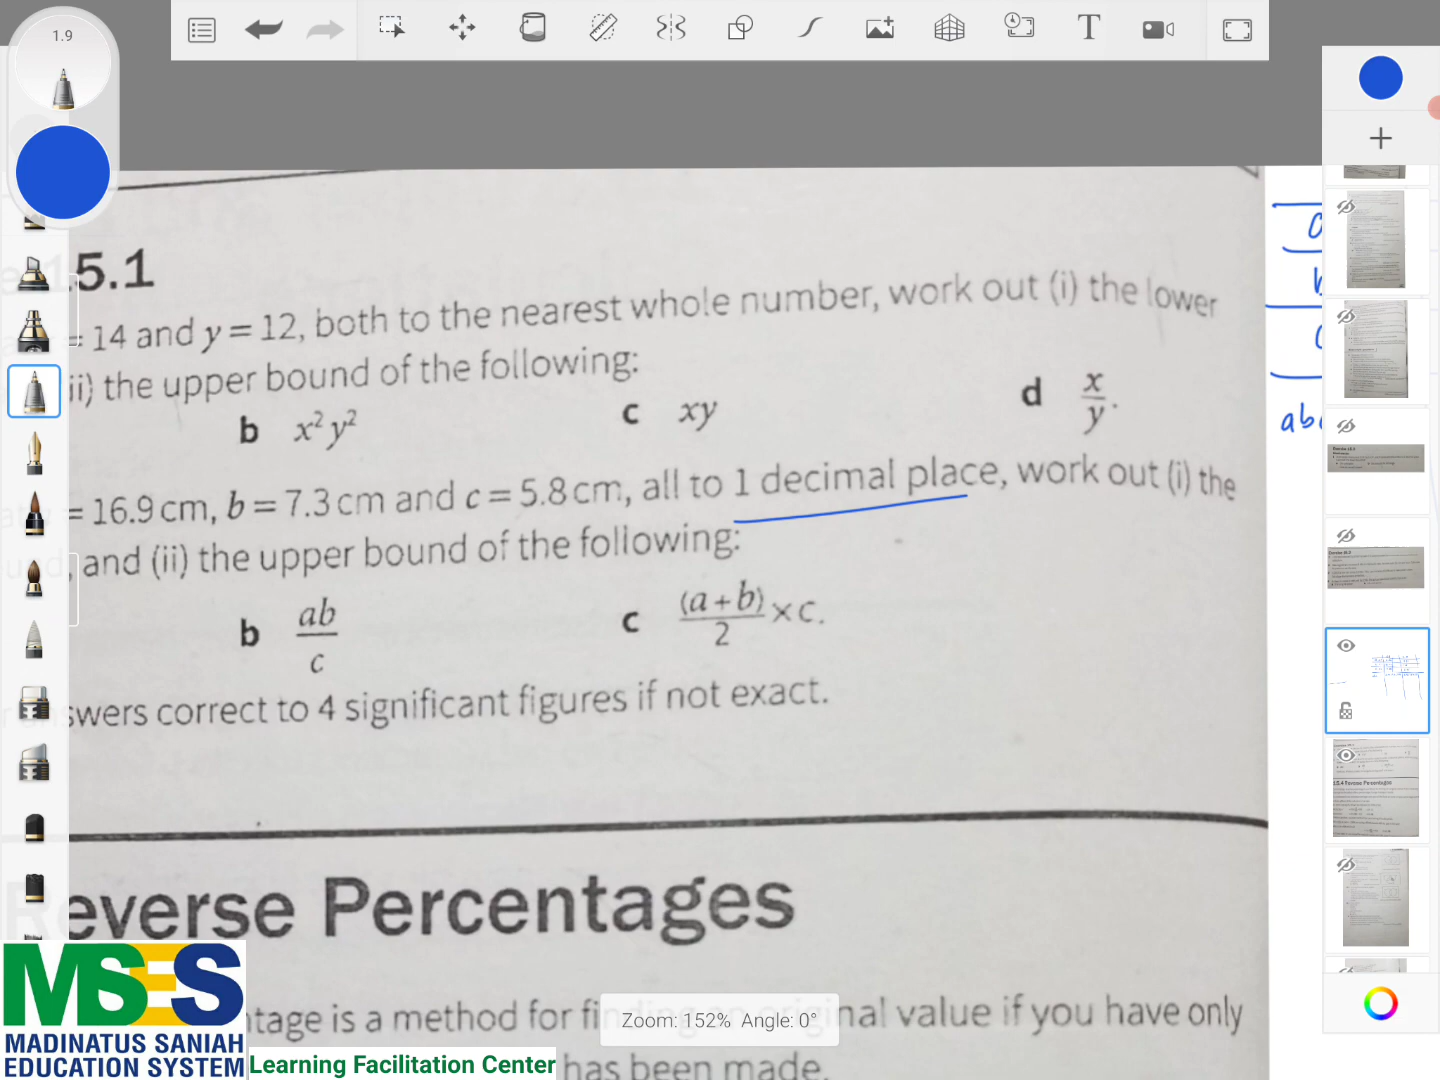 1.9
T
5.1
= 14 and y = 12, both to the nearest whole number, work out (i) the lower
ii) the upper bound of the following:
b x²y² c xy d x/y.
= 16.9 cm, b = 7.3 cm and c = 5.8 cm, all to 1 decimal place, work out (i) the
, and (ii) the upper bound of the following:
b ab/c c (a + b)/2 × c.
swers correct to 4 significant figures if not exact.
everse Percentages
ntage is a method for finding an original value if you have only
has been made.
Zoom: 152% Angle: 0°
MSES
MADINATUS SANIAH
EDUCATION SYSTEM
Learning Facilitation Center